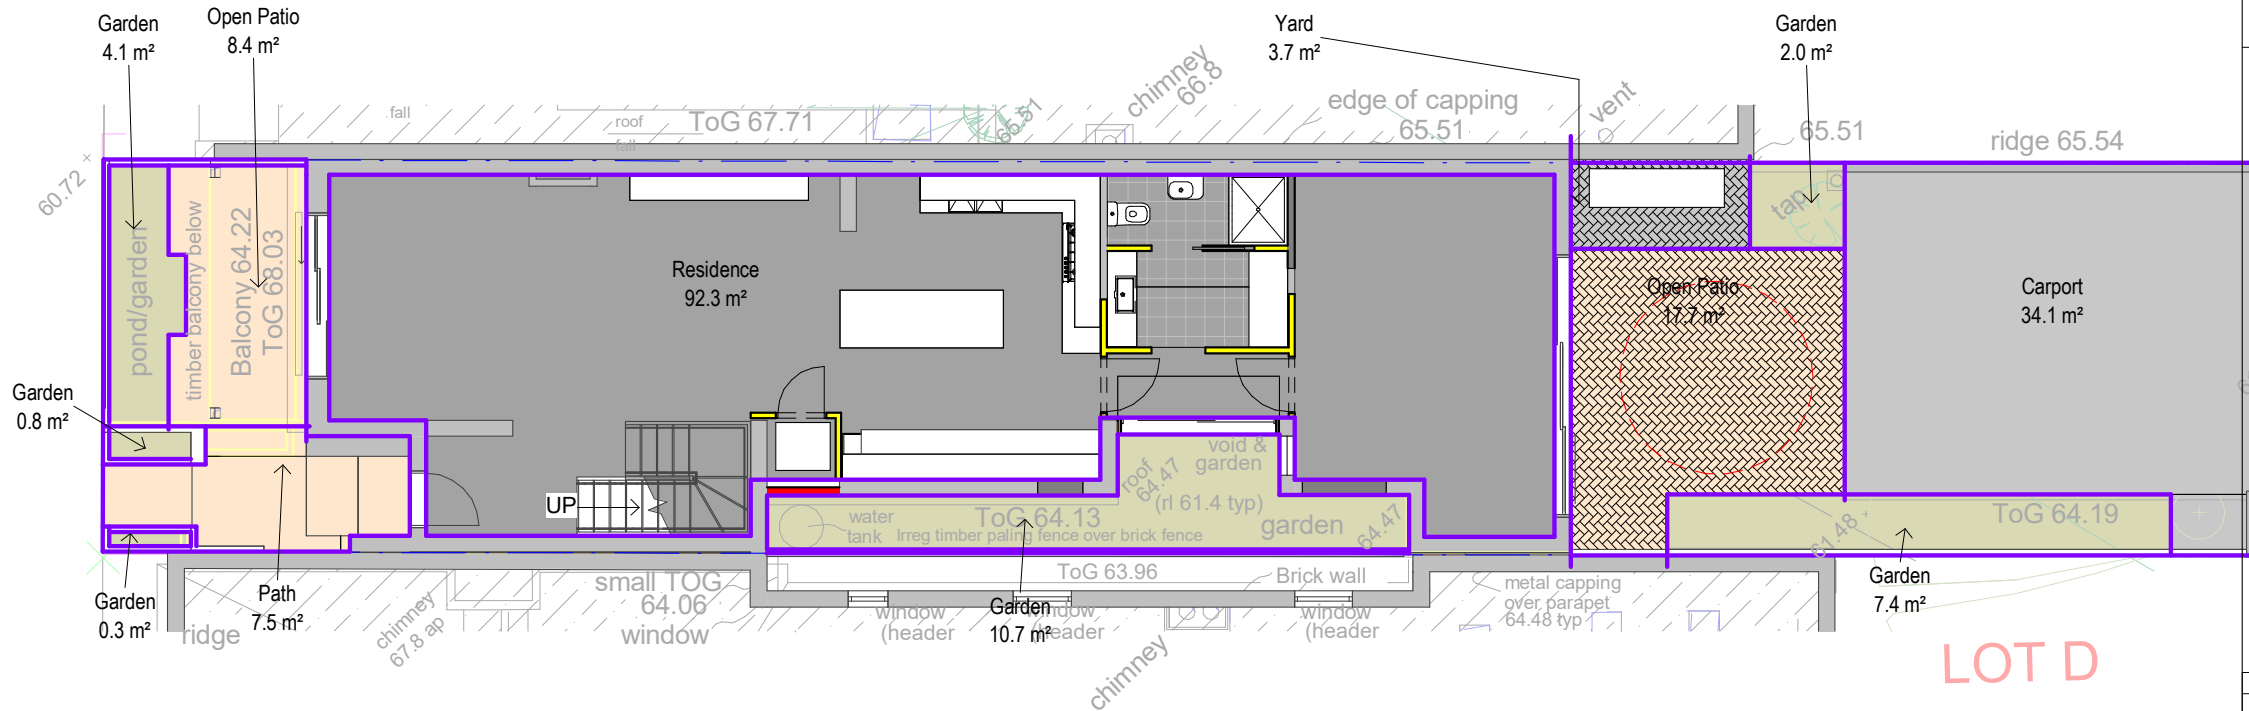 Garden
4.1 m²
Open Patio
8.4 m²
Yard
3.7 m²
Garden
2.0 m²
fall
roof
fall
ToG 67.71
65.51
chimney
66.8
edge of capping
65.51
vent
65.51
ridge 65.54
60.72
pond/garden
timber balcony below
Balcony 64.22
ToG 68.03
Residence
92.3 m²
tap
Open Patio
17.7 m²
Carport
34.1 m²
Garden
0.8 m²
UP
void &
garden
roof
64.47
(rl 61.4 typ)
water
tank
ToG 64.13
garden
64.47
Irreg timber paling fence over brick fence
61.48
ToG 64.19
ToG 63.96
Brick wall
Garden
0.3 m²
Path
7.5 m²
ridge
chimney
67.8 ap
small TOG
64.06
window
window
(header
Garden
10.7 m²
window
(header
window
(header
chimney
metal capping
over parapet
64.48 typ
Garden
7.4 m²
LOT D